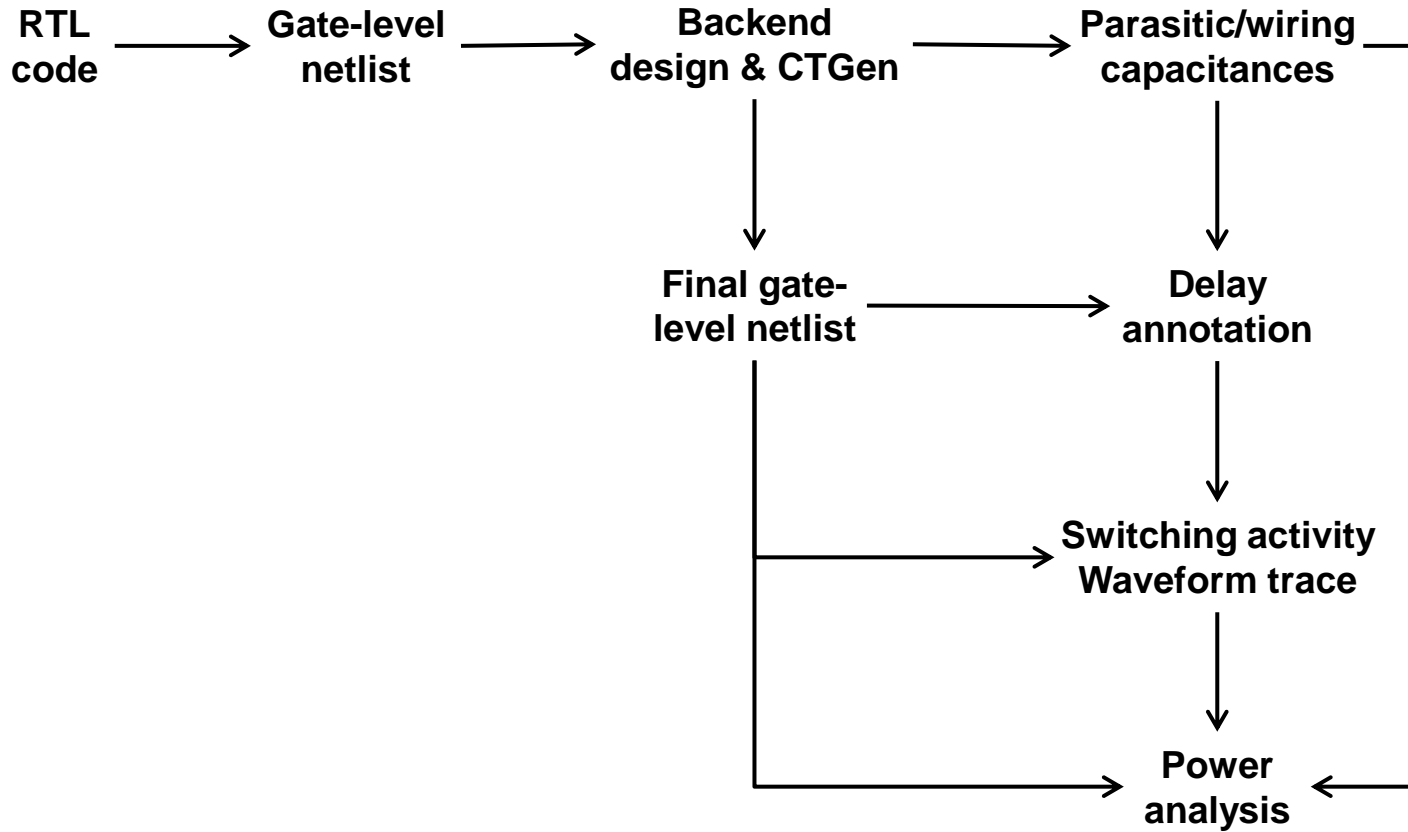 RTL
code
Gate-level
netlist
Backend
design & CTGen
Parasitic/wiring
capacitances
Final gate-
level netlist
Delay
annotation
Switching activity
Waveform trace
Power
analysis